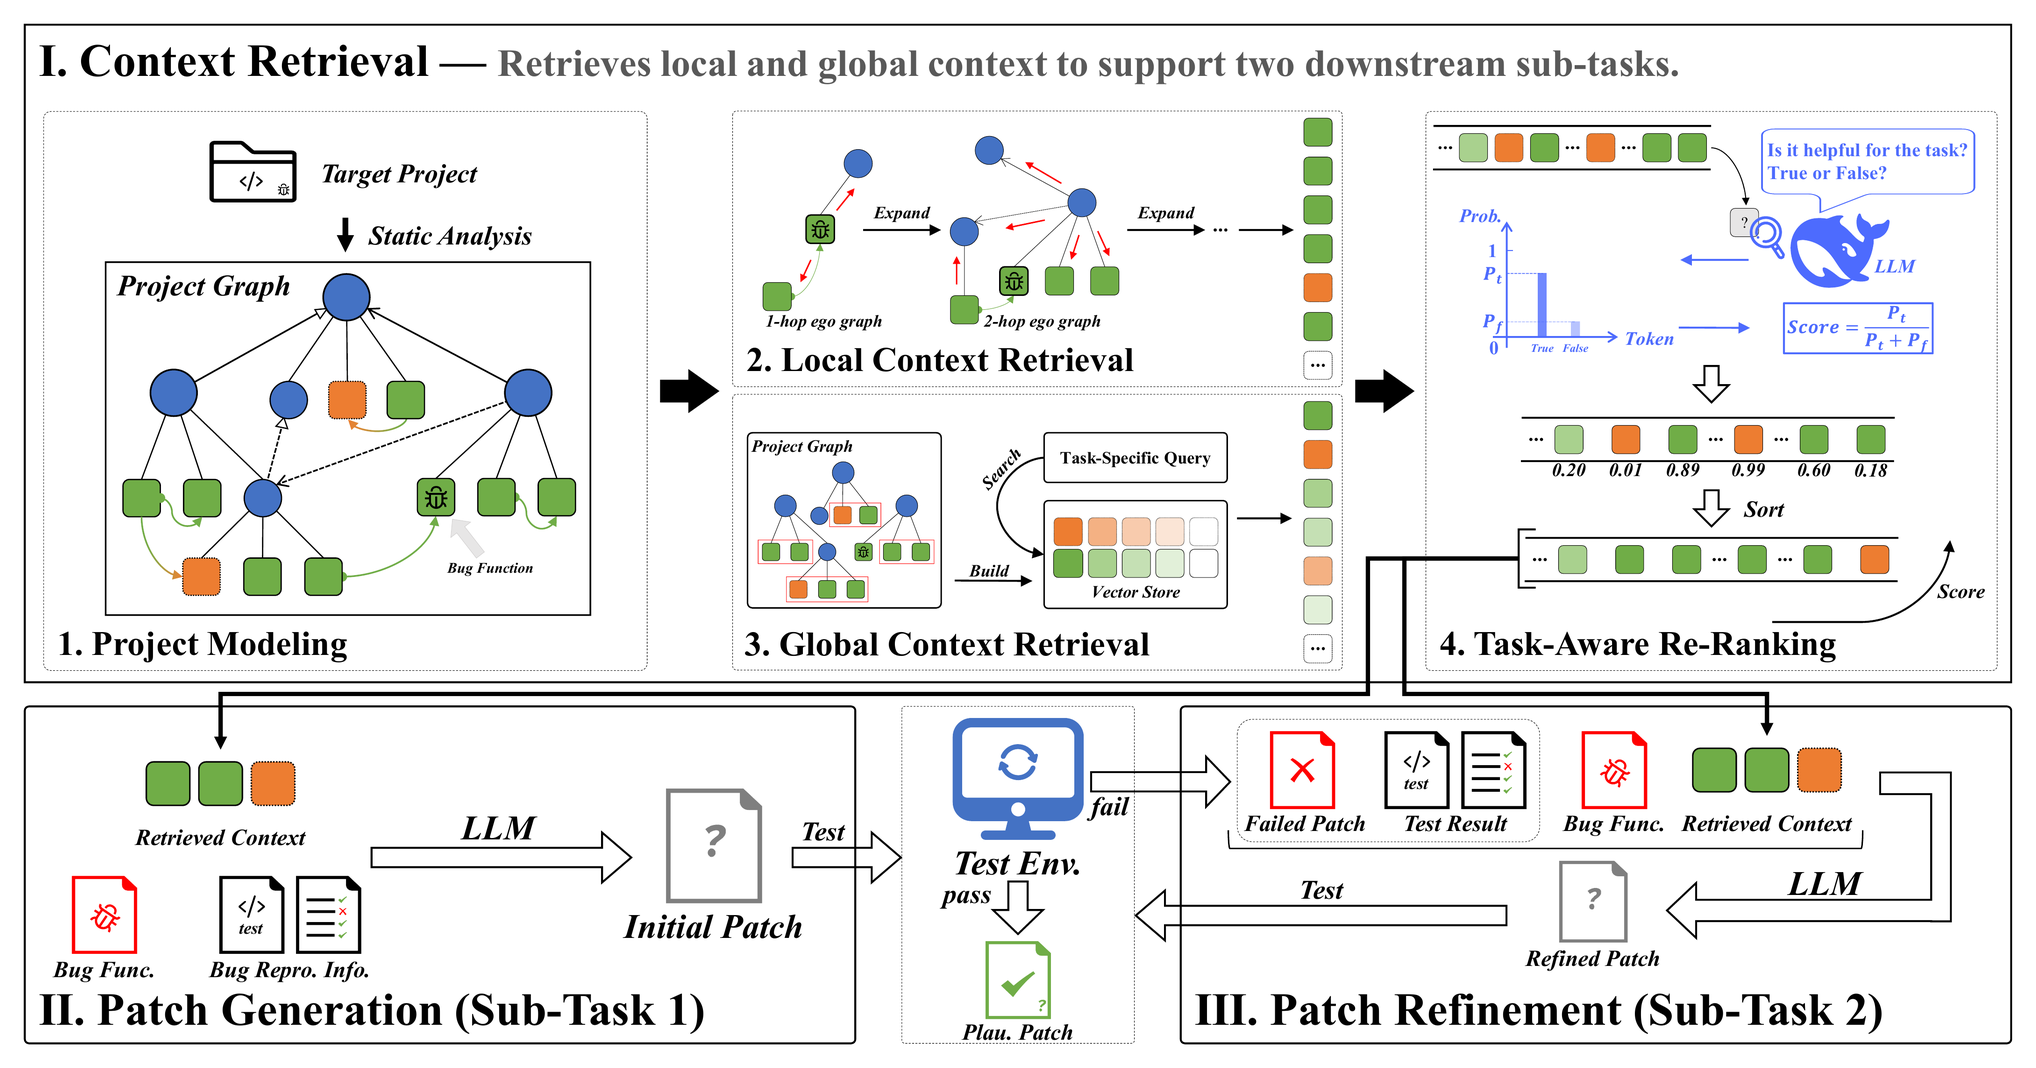 I. Context Retrieval — Retrieves local and global context to support two downstream sub-tasks.
</>
Target Project
Static Analysis
Project Graph
Bug Function
1. Project Modeling
Expand
Expand
...
1-hop ego graph
2-hop ego graph
...
2. Local Context Retrieval
Project Graph
Search
Task-Specific Query
Build
Vector Store
...
3. Global Context Retrieval
... ... ...
Is it helpful for the task?
True or False?
?
LLM
Prob.
1
Pt
Pf
0
True False
Token
Score = Pt / (Pt + Pf)
... ... ...
0.20 0.01 0.89 0.99 0.60 0.18
Sort
... ... ...
Score
4. Task-Aware Re-Ranking
Retrieved Context
Bug Func.
</>
test
Bug Repro. Info.
LLM
?
Initial Patch
Test
II. Patch Generation (Sub-Task 1)
Test Env.
pass
fail
?
Plau. Patch
Failed Patch
</>
test
Test Result
Bug Func.
Retrieved Context
LLM
?
Refined Patch
Test
III. Patch Refinement (Sub-Task 2)